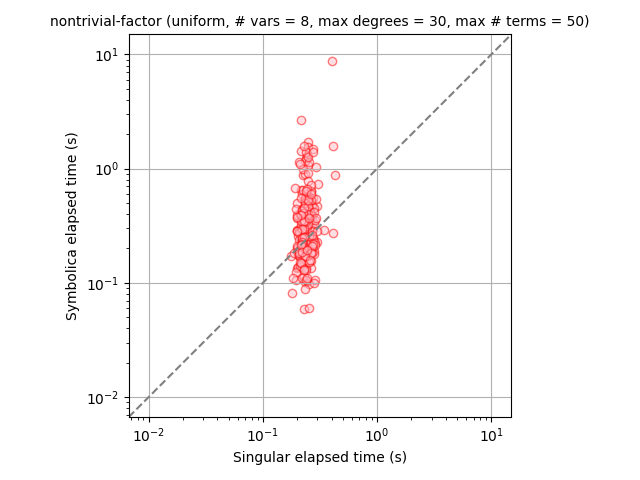 nontrivial-factor (uniform, # vars = 8, max degrees = 30, max # terms = 50)
Symbolica elapsed time (s)
10¹
10⁰
10⁻¹
10⁻²
10⁻² 10⁻¹ 10⁰ 10¹
Singular elapsed time (s)